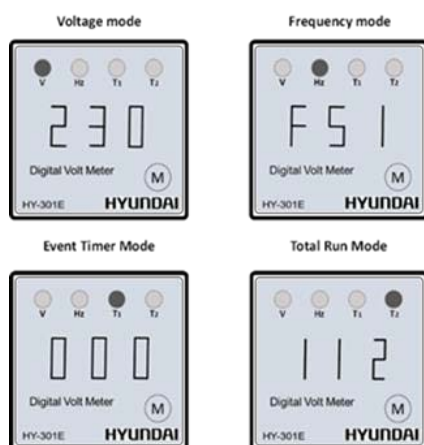 Voltage mode
Frequency mode
V Hz T1 T2
230
Digital Volt Meter
M
HY-301E HYUNDAI
V Hz T1 T2
F51
Digital Volt Meter
M
HY-301E HYUNDAI
Event Timer Mode
Total Run Mode
V Hz T1 T2
000
Digital Volt Meter
M
HY-301E HYUNDAI
V Hz T1 T2
112
Digital Volt Meter
M
HY-301E HYUNDAI